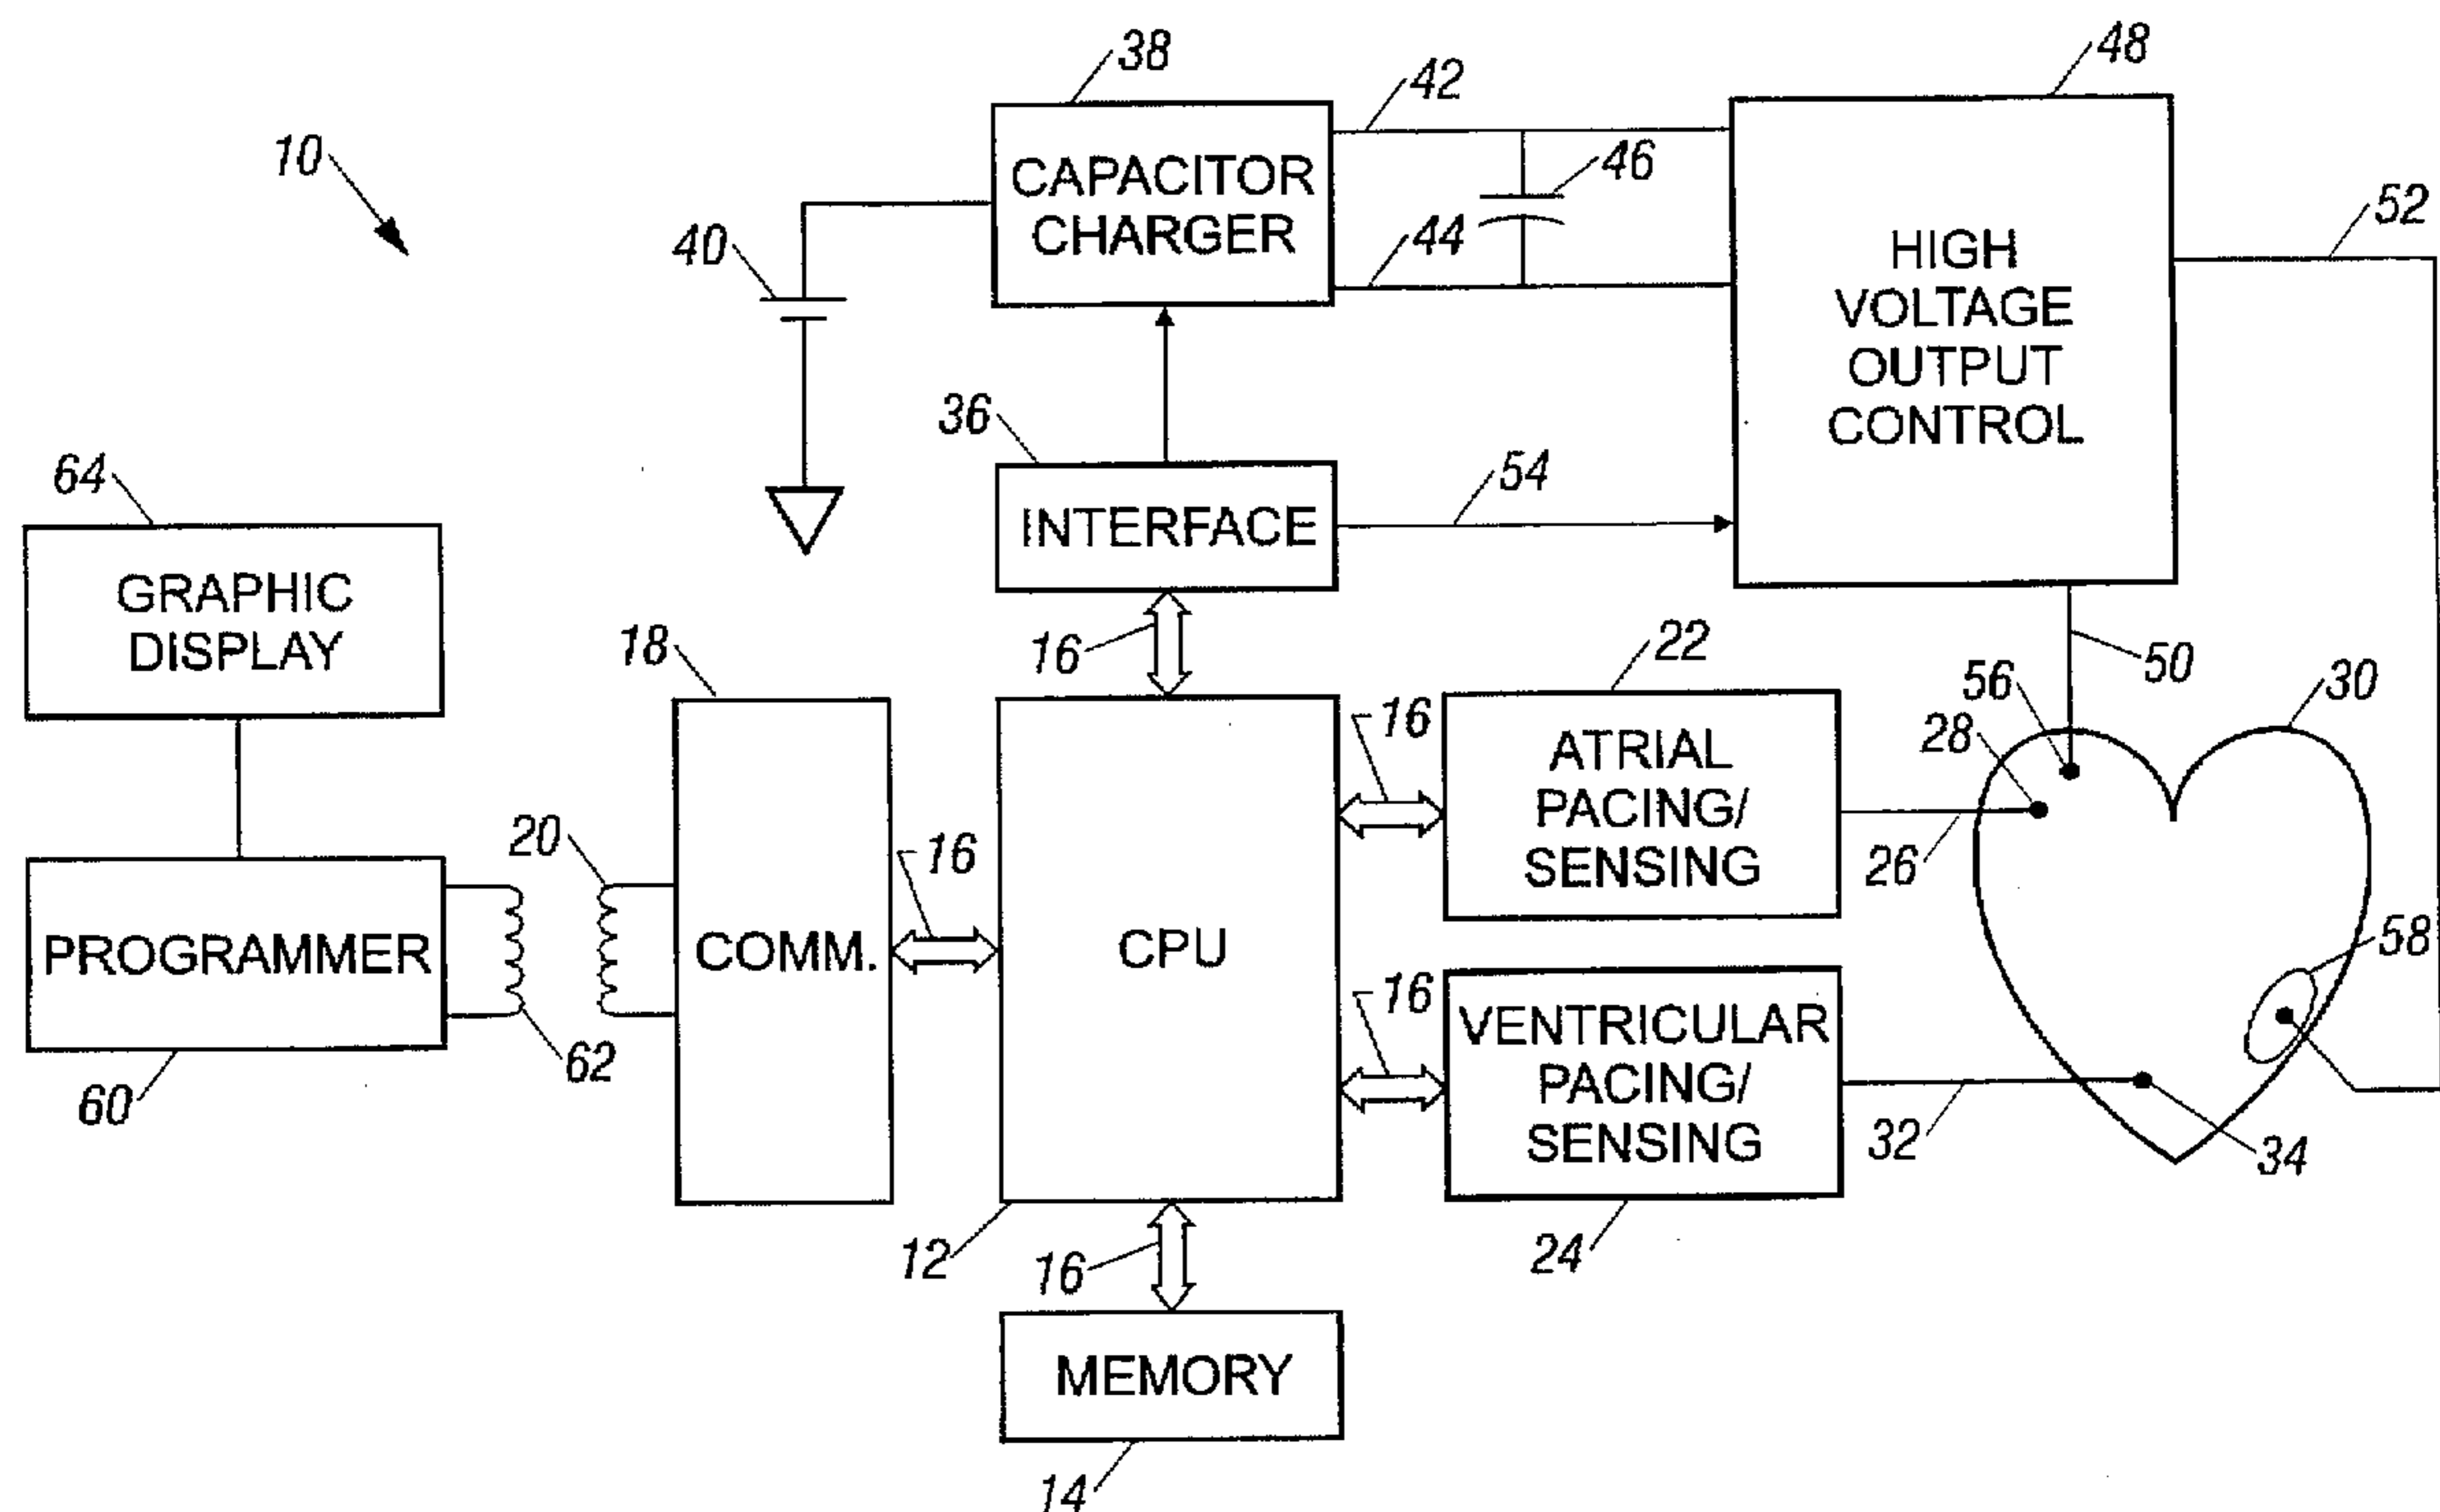 10
38
CAPACITOR
CHARGER
42
46
44
40
48
HIGH
VOLTAGE
OUTPUT
CONTROL
52
36
INTERFACE
54
16
50
64
GRAPHIC
DISPLAY
18
COMM.
20
16
PROGRAMMER
62
60
CPU
12
16
22
ATRIAL
PACING/
SENSING
16
28
56
30
26
58
16
VENTRICULAR
PACING/
SENSING
24
32
34
16
MEMORY
14